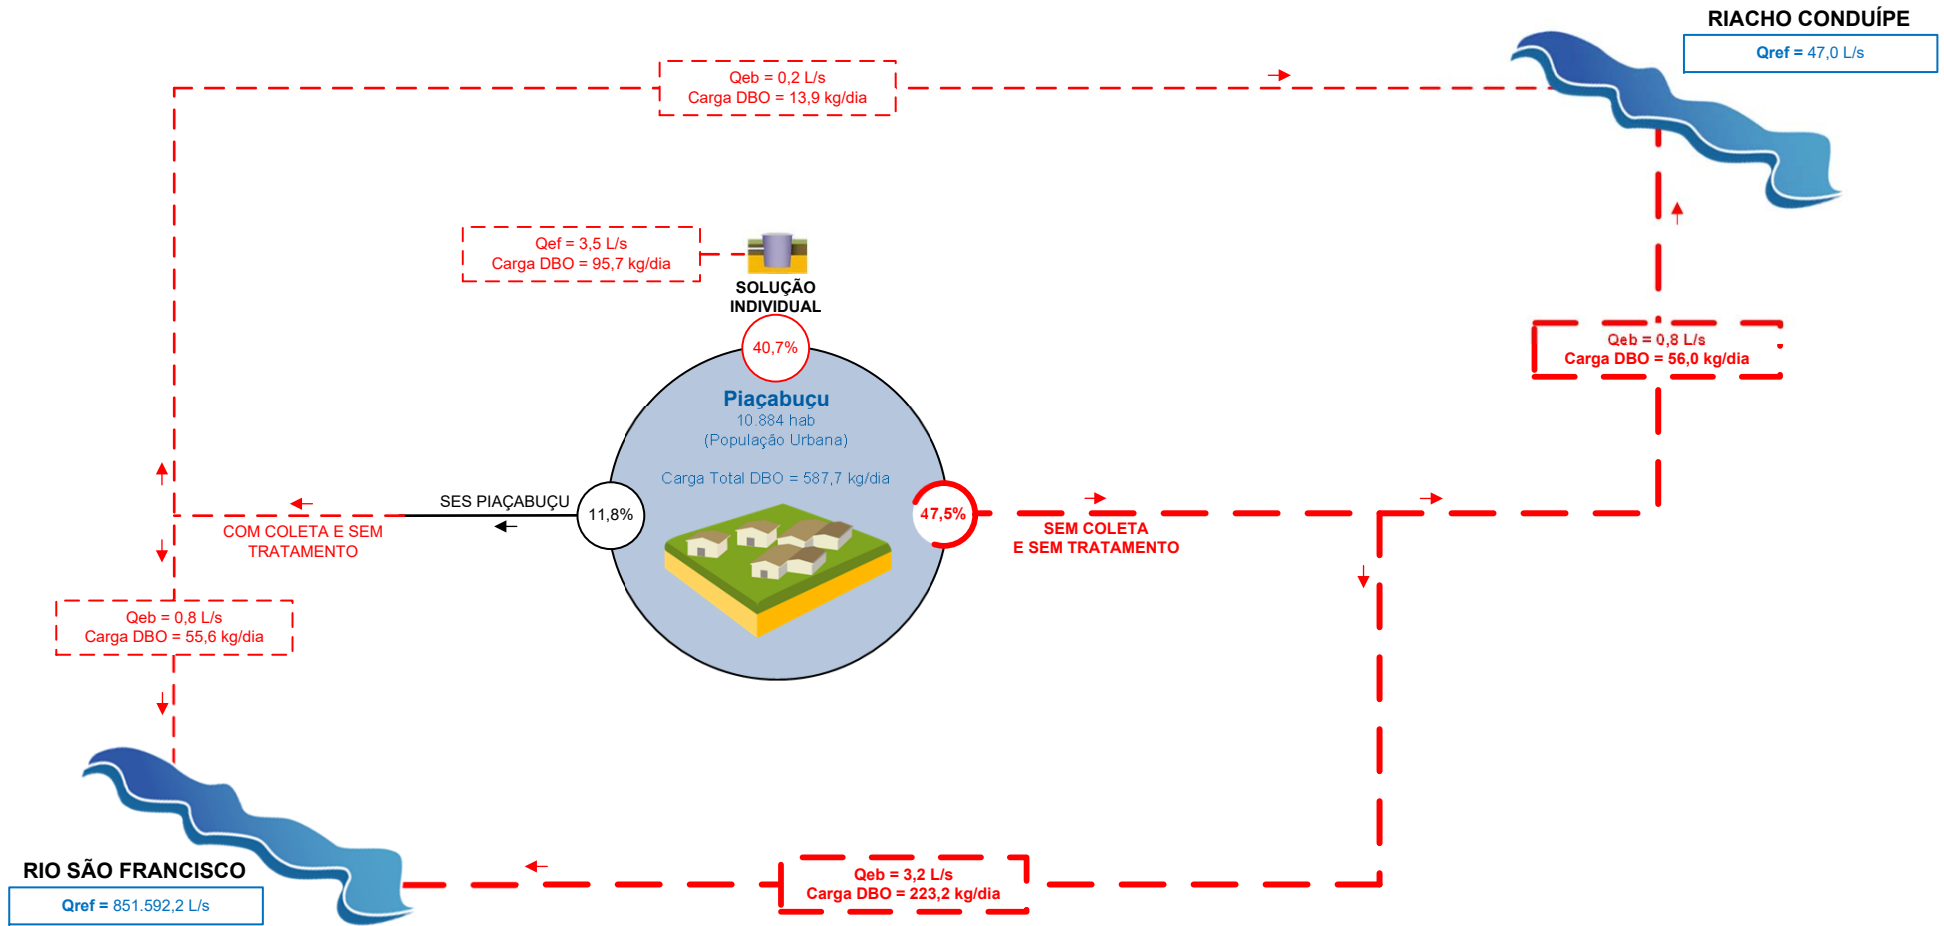 RIACHO CONDUÍPE
Qref = 47,0 L/s
Qeb = 0,2 L/s
Carga DBO = 13,9 kg/dia
Qef = 3,5 L/s
Carga DBO = 95,7 kg/dia
SOLUÇÃO
INDIVIDUAL
40,7%
Qeb = 0,8 L/s
Carga DBO = 56,0 kg/dia
Piaçabuçu
10.884 hab
(População Urbana)
Carga Total DBO = 587,7 kg/dia
SES PIAÇABUÇU
11,8%
47,5%
COM COLETA E SEM
TRATAMENTO
SEM COLETA
E SEM TRATAMENTO
Qeb = 0,8 L/s
Carga DBO = 55,6 kg/dia
RIO SÃO FRANCISCO
Qref = 851.592,2 L/s
Qeb = 3,2 L/s
Carga DBO = 223,2 kg/dia